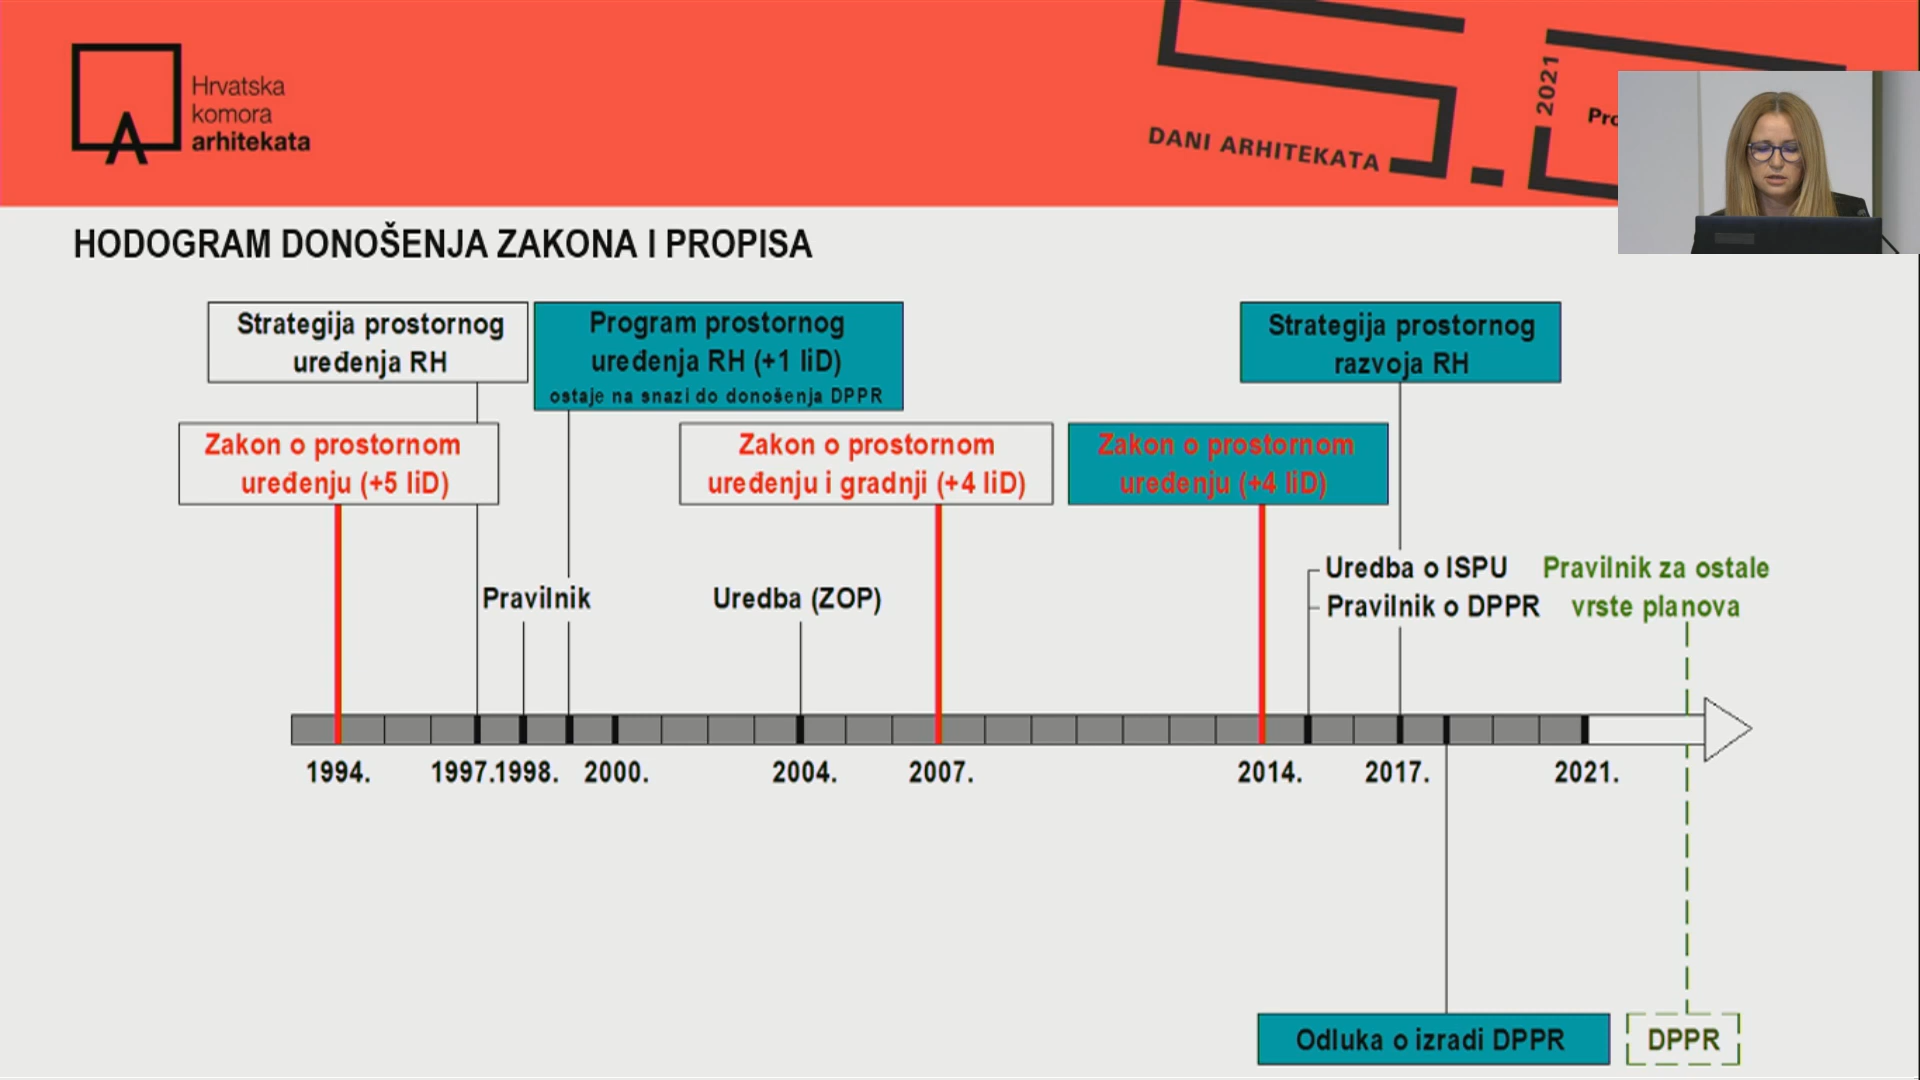 Hrvatska
komora
arhitekata
DANI ARHITEKATA
2021
HODOGRAM DONOŠENJA ZAKONA I PROPISA
Strategija prostornog
uređenja RH
Program prostornog
uređenja RH (+1 IiD)
ostaje na snazi do donošenja DPPR
Strategija prostornog
razvoja RH
Zakon o prostornom
uređenju (+5 IiD)
Zakon o prostornom
uređenju i gradnji (+4 IiD)
Zakon o prostornom
uređenju (+4 IiD)
Pravilnik
Uredba (ZOP)
Uredba o ISPU
Pravilnik o DPPR
Pravilnik za ostale
vrste planova
1994. 1997. 1998. 2000. 2004. 2007. 2014. 2017. 2021.
Odluka o izradi DPPR
DPPR